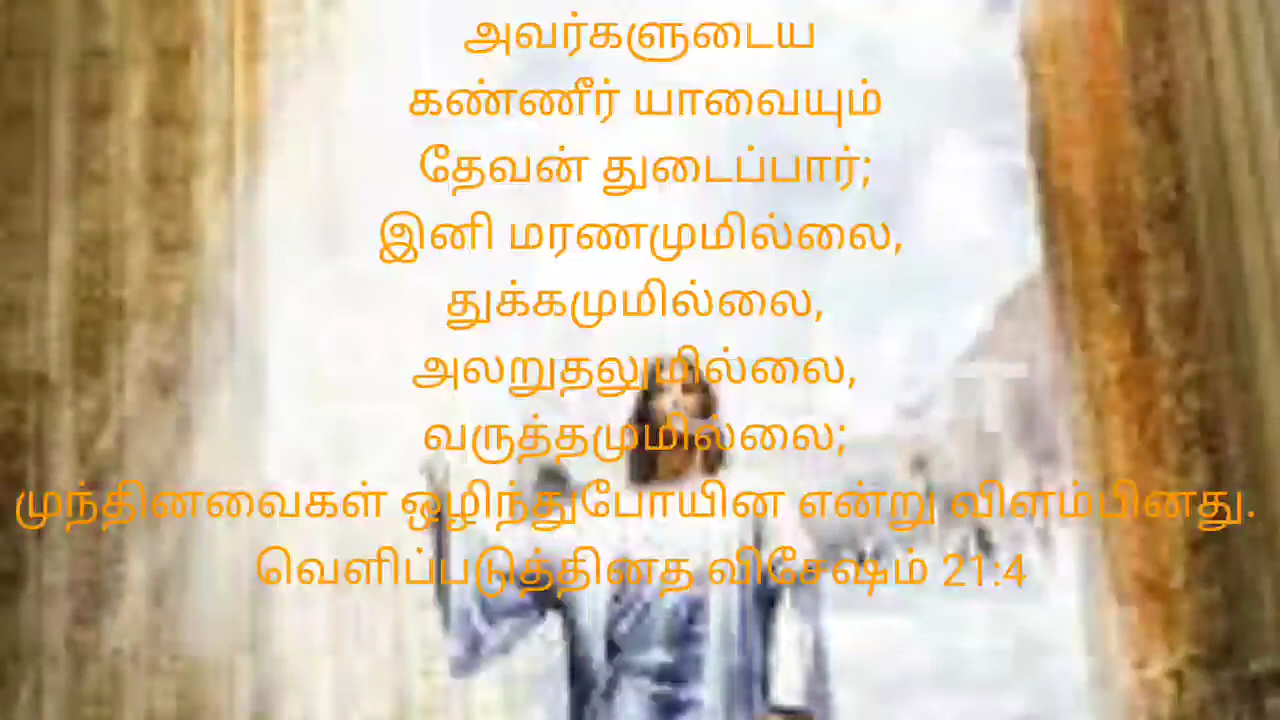 அவர்களுடைய
கண்ணீர் யாவையும்
தேவன் துடைப்பார்;
இனி மரணமுமில்லை,
துக்கமுமில்லை,
அலறுதலுமில்லை,
வருத்தமுமில்லை;
முந்தினவைகள் ஒழிந்துபோயின என்று விளம்பினது.
வெளிப்படுத்தினத விசேஷம் 21:4